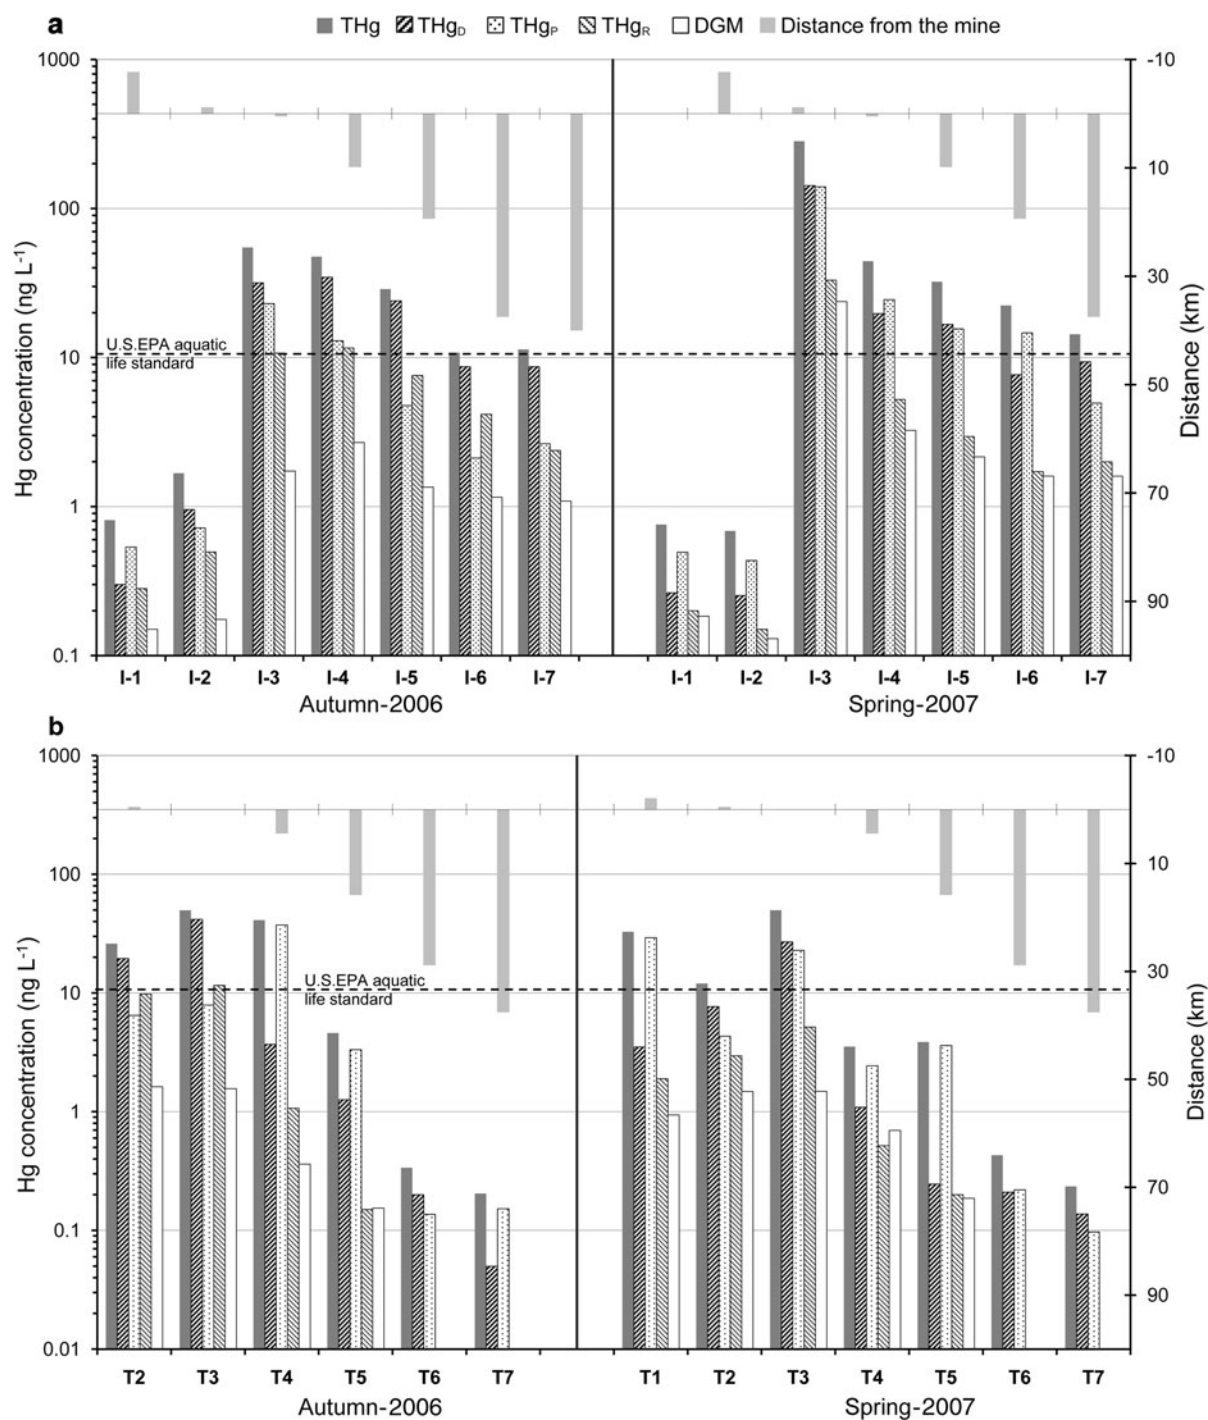 a
THg THgD THgP THgR DGM Distance from the mine
1000
100
10
1
0.1
Hg concentration (ng L-1)
U.S.EPA aquatic
life standard
-10
10
30
50
70
90
Distance (km)
I-1 I-2 I-3 I-4 I-5 I-6 I-7 I-1 I-2 I-3 I-4 I-5 I-6 I-7
Autumn-2006 Spring-2007
b
1000
100
10
1
0.1
0.01
Hg concentration (ng L-1)
U.S.EPA aquatic
life standard
-10
10
30
50
70
90
Distance (km)
T2 T3 T4 T5 T6 T7 T1 T2 T3 T4 T5 T6 T7
Autumn-2006 Spring-2007